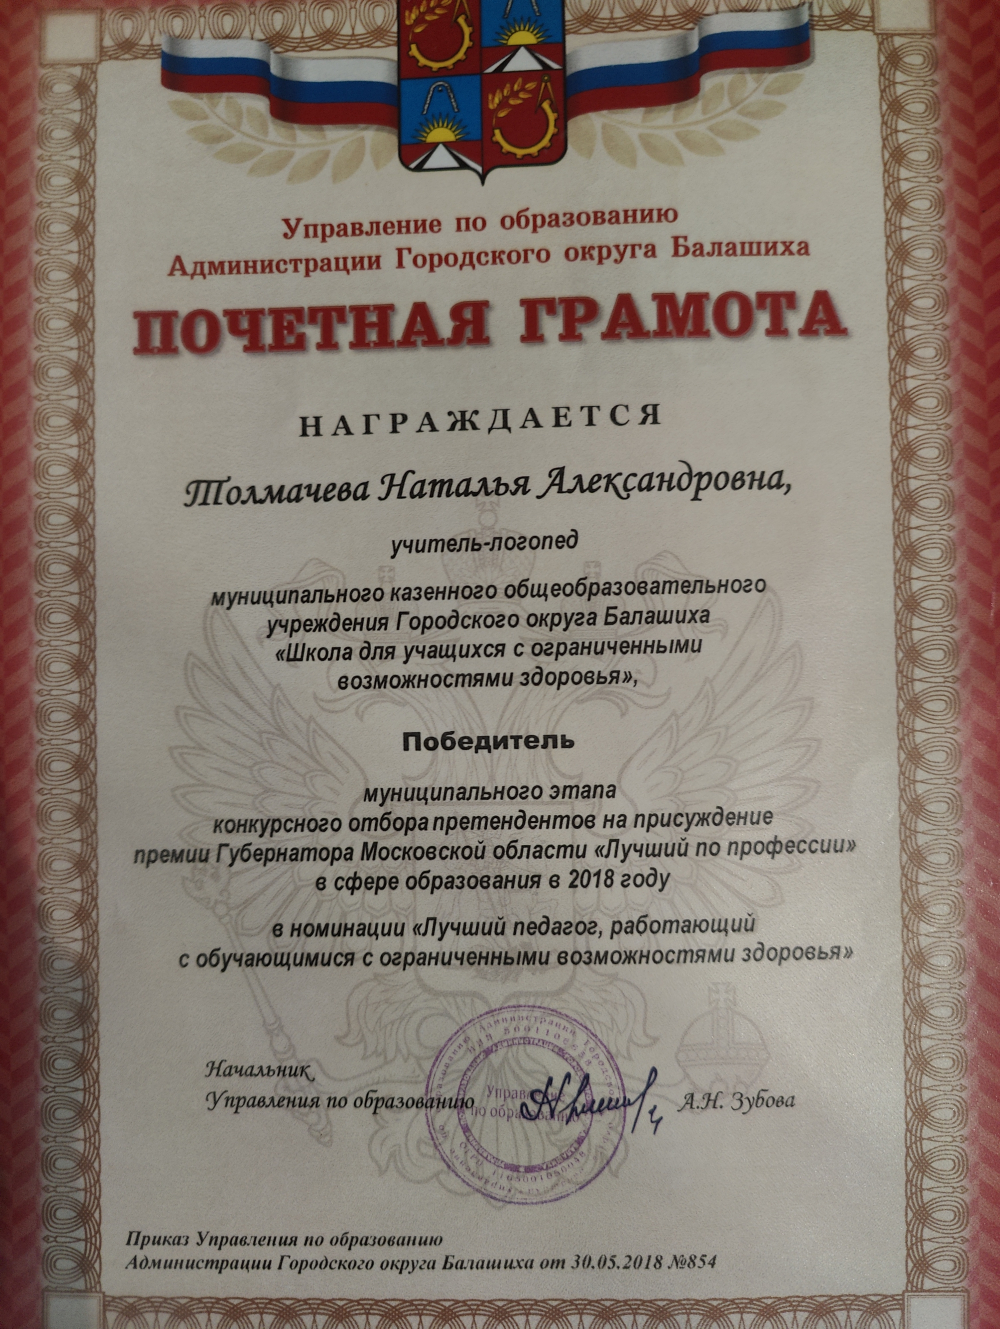 Управление по образованию
Администрации Городского округа Балашиха
ПОЧЕТНАЯ ГРАМОТА
НАГРАЖДАЕТСЯ
Толмачева Наталья Александровна,
учитель-логопед
муниципального казенного общеобразовательного
учреждения Городского округа Балашиха
«Школа для учащихся с ограниченными
возможностями здоровья»,
Победитель
муниципального этапа
конкурсного отбора претендентов на присуждение
премии Губернатора Московской области «Лучший по профессии»
в сфере образования в 2018 году
в номинации «Лучший педагог, работающий
с обучающимися с ограниченными возможностями здоровья»
Начальник
Управления по образованию
А.Н. Зубова
Приказ Управления по образованию
Администрации Городского округа Балашиха от 30.05.2018 №854